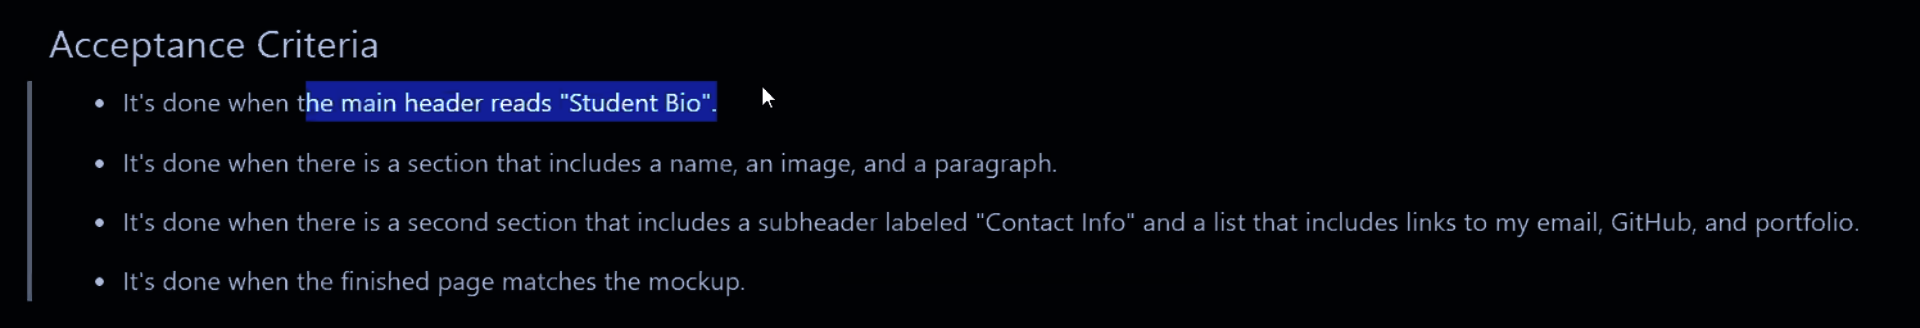 Acceptance Criteria
It's done when the main header reads "Student Bio".
It's done when there is a section that includes a name, an image, and a paragraph.
It's done when there is a second section that includes a subheader labeled "Contact Info" and a list that includes links to my email, GitHub, and portfolio.
It's done when the finished page matches the mockup.